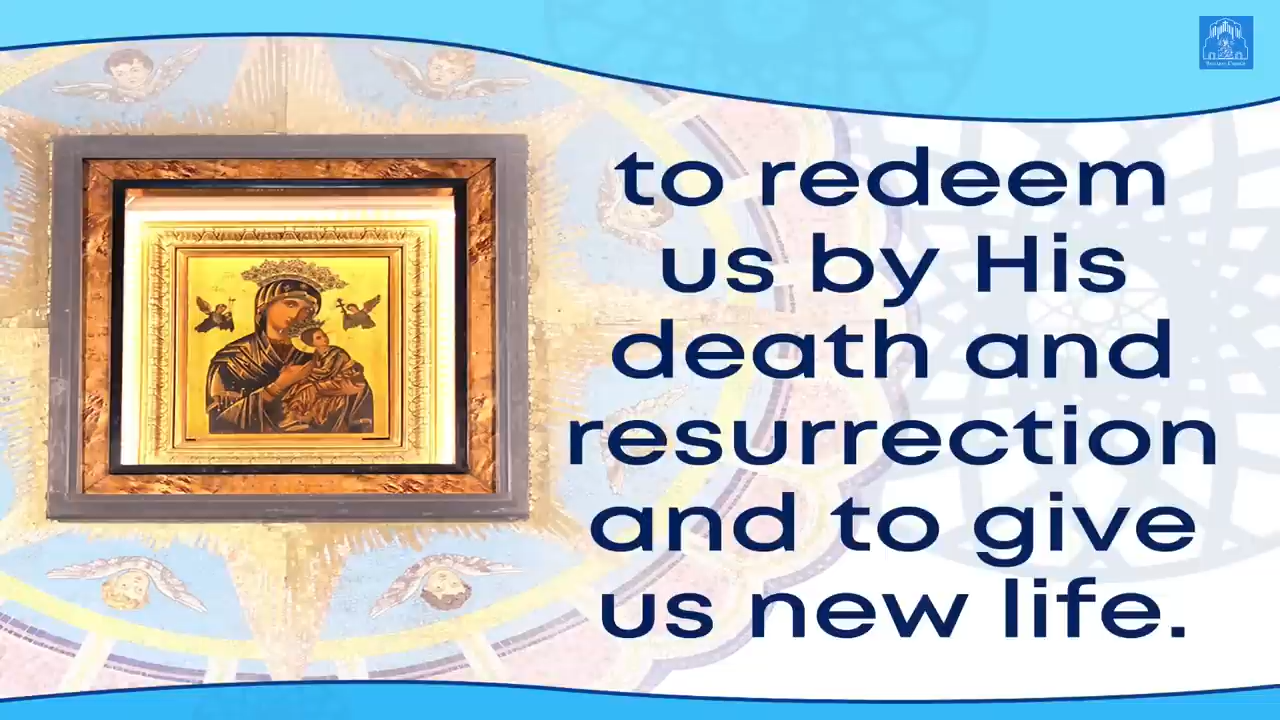 to redeem
us by His
death and
resurrection
and to give
us new life.